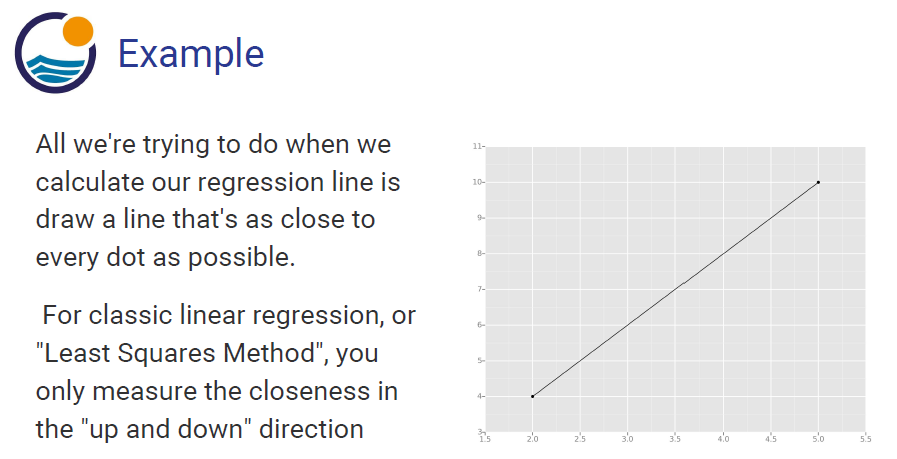 Example
All we're trying to do when we
calculate our regression line is
draw a line that's as close to
every dot as possible.
For classic linear regression, or
"Least Squares Method", you
only measure the closeness in
the "up and down" direction
11
10
9
8
7
6
5
4
3
1.5 2.0 2.5 3.0 3.5 4.0 4.5 5.0 5.5